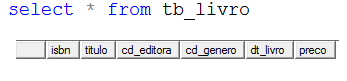 select * from tb_livro
isbn titulo cd_editora cd_genero dt_livro preco